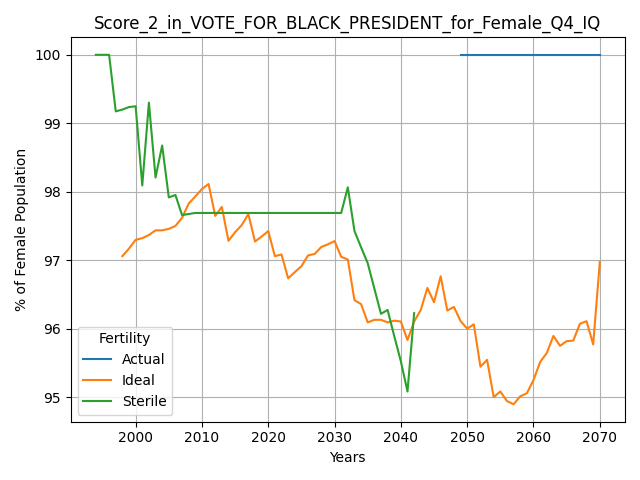 Score_2_in_VOTE_FOR_BLACK_PRESIDENT_for_Female_Q4_IQ
% of Female Population
100
99
98
97
96
95
Fertility
Actual
Ideal
Sterile
2000 2010 2020 2030 2040 2050 2060 2070
Years